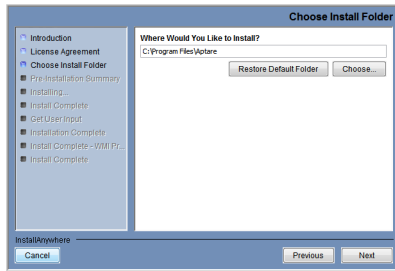 Choose Install Folder
Introduction
License Agreement
Choose Install Folder
Pre-Installation Summary
Installing...
Install Complete
Get User Input
Installation Complete
Install Complete - WMI Pr...
Install Complete
Where Would You Like to Install?
C:\Program Files\Aptare
Restore Default Folder
Choose...
InstallAnywhere
Cancel
Previous
Next